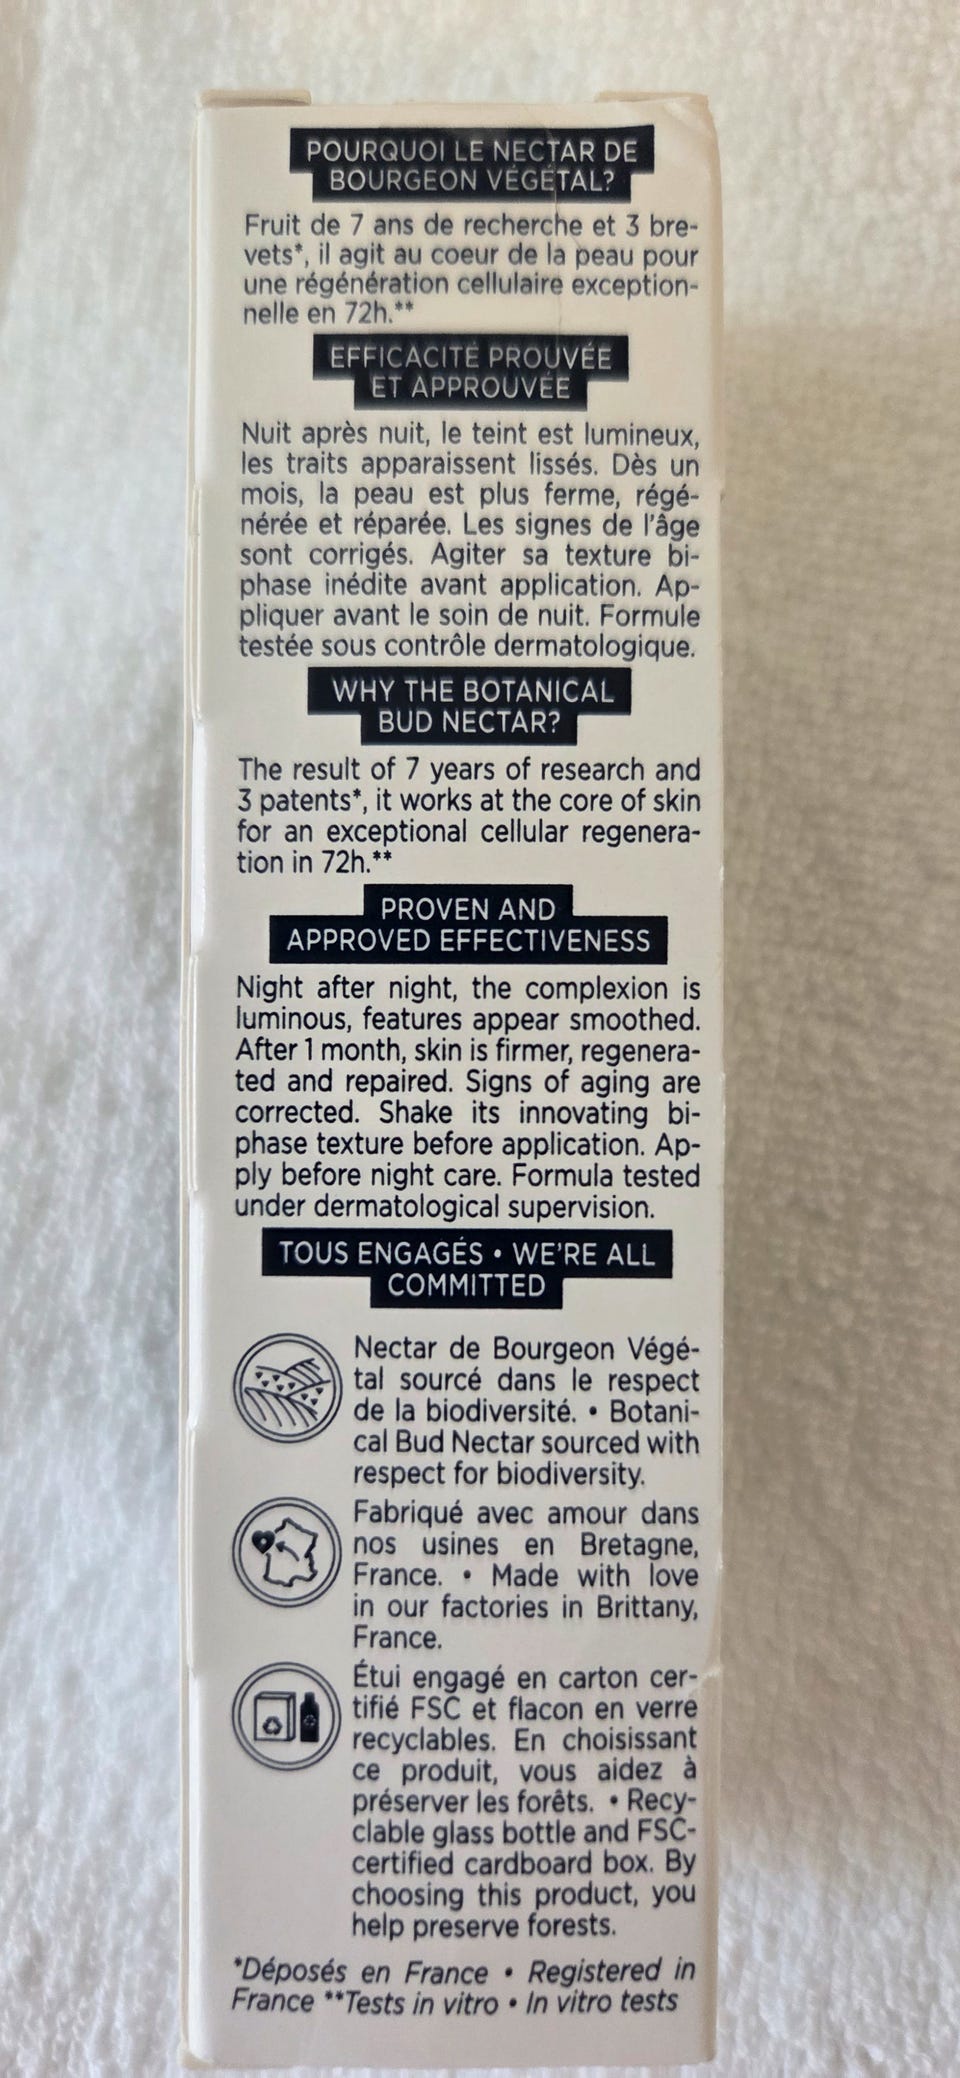 POURQUOI LE NECTAR DE
BOURGEON VÉGÉTAL?
Fruit de 7 ans de recherche et 3 bre-
vets*, il agit au coeur de la peau pour
une régénération cellulaire exception-
nelle en 72h.**
EFFICACITÉ PROUVÉE
ET APPROUVÉE
Nuit après nuit, le teint est lumineux,
les traits apparaissent lissés. Dès un
mois, la peau est plus ferme, régé-
nérée et réparée. Les signes de l'âge
sont corrigés. Agiter sa texture bi-
phase inédite avant application. Ap-
pliquer avant le soin de nuit. Formule
testée sous contrôle dermatologique.
WHY THE BOTANICAL
BUD NECTAR?
The result of 7 years of research and
3 patents*, it works at the core of skin
for an exceptional cellular regenera-
tion in 72h.**
PROVEN AND
APPROVED EFFECTIVENESS
Night after night, the complexion is
luminous, features appear smoothed.
After 1 month, skin is firmer, regenera-
ted and repaired. Signs of aging are
corrected. Shake its innovating bi-
phase texture before application. Ap-
ply before night care. Formula tested
under dermatological supervision.
TOUS ENGAGÉS • WE'RE ALL
COMMITTED
Nectar de Bourgeon Végé-
tal sourcé dans le respect
de la biodiversité. • Botani-
cal Bud Nectar sourced with
respect for biodiversity.
Fabriqué avec amour dans
nos usines en Bretagne,
France. • Made with love
in our factories in Brittany,
France.
Étui engagé en carton cer-
tifié FSC et flacon en verre
recyclables. En choisissant
ce produit, vous aidez à
préserver les forêts. • Recy-
clable glass bottle and FSC-
certified cardboard box. By
choosing this product, you
help preserve forests.
*Déposés en France • Registered in
France **Tests in vitro • In vitro tests